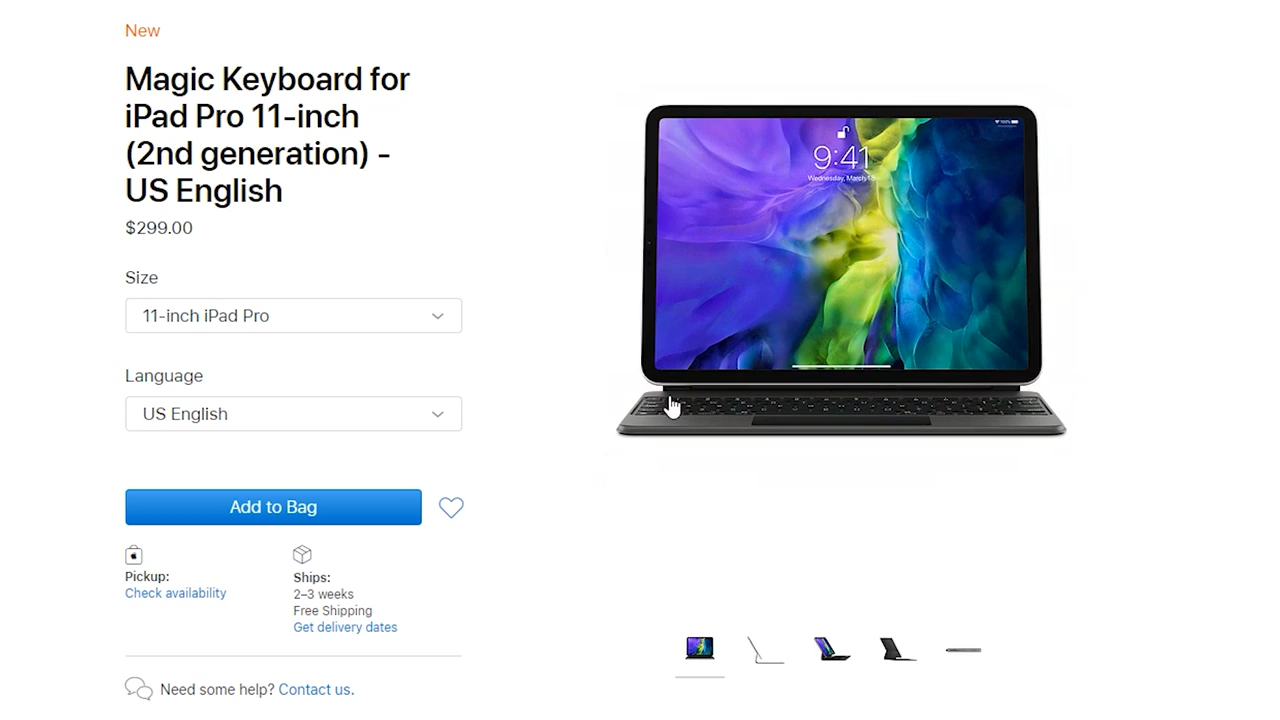 New
Magic Keyboard for
iPad Pro 11-inch
(2nd generation) -
US English
$299.00
Size
11-inch iPad Pro
Language
US English
Add to Bag
Pickup:
Check availability
Ships:
2–3 weeks
Free Shipping
Get delivery dates
Need some help? Contact us.
9:41
Wednesday, March